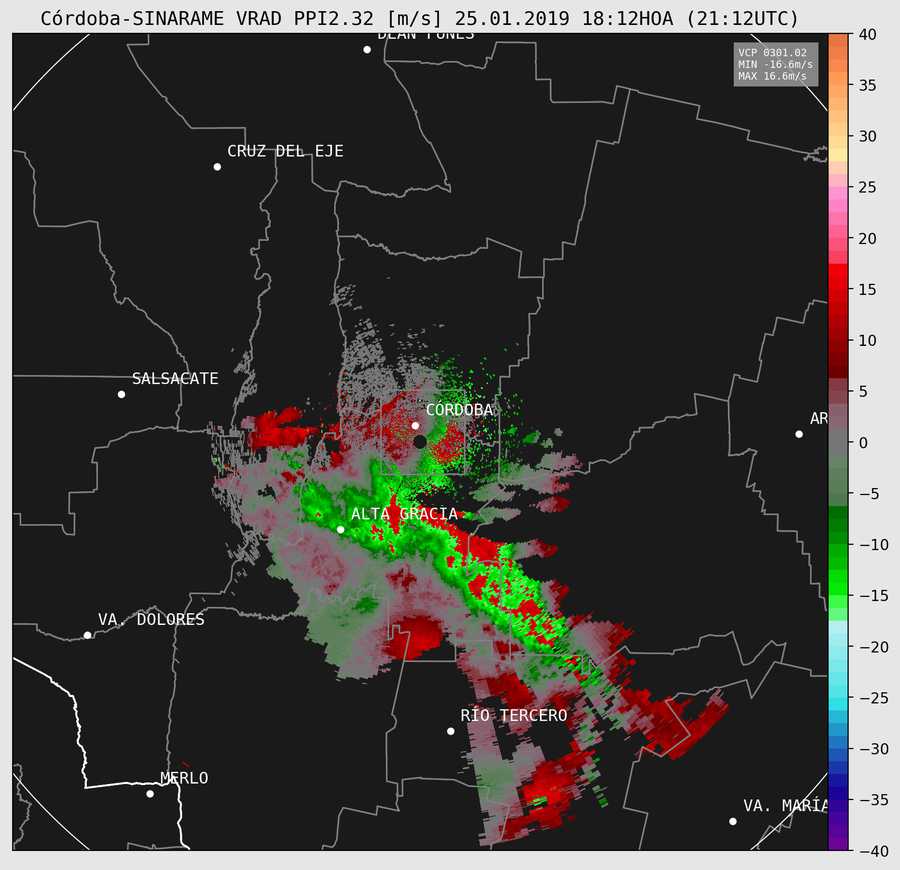 Córdoba-SINARAME VRAD PPI2.32 [m/s] 25.01.2019 18:12HOA (21:12UTC)
DEÁN FUNES
VCP 0301.02
MIN -16.6m/s
MAX 16.6m/s
CRUZ DEL EJE
SALSACATE
CÓRDOBA
AR
ALTA GRACIA
VA. DOLORES
RÍO TERCERO
MERLO
VA. MARÍA
40
35
30
25
20
15
10
5
0
−5
−10
−15
−20
−25
−30
−35
−40